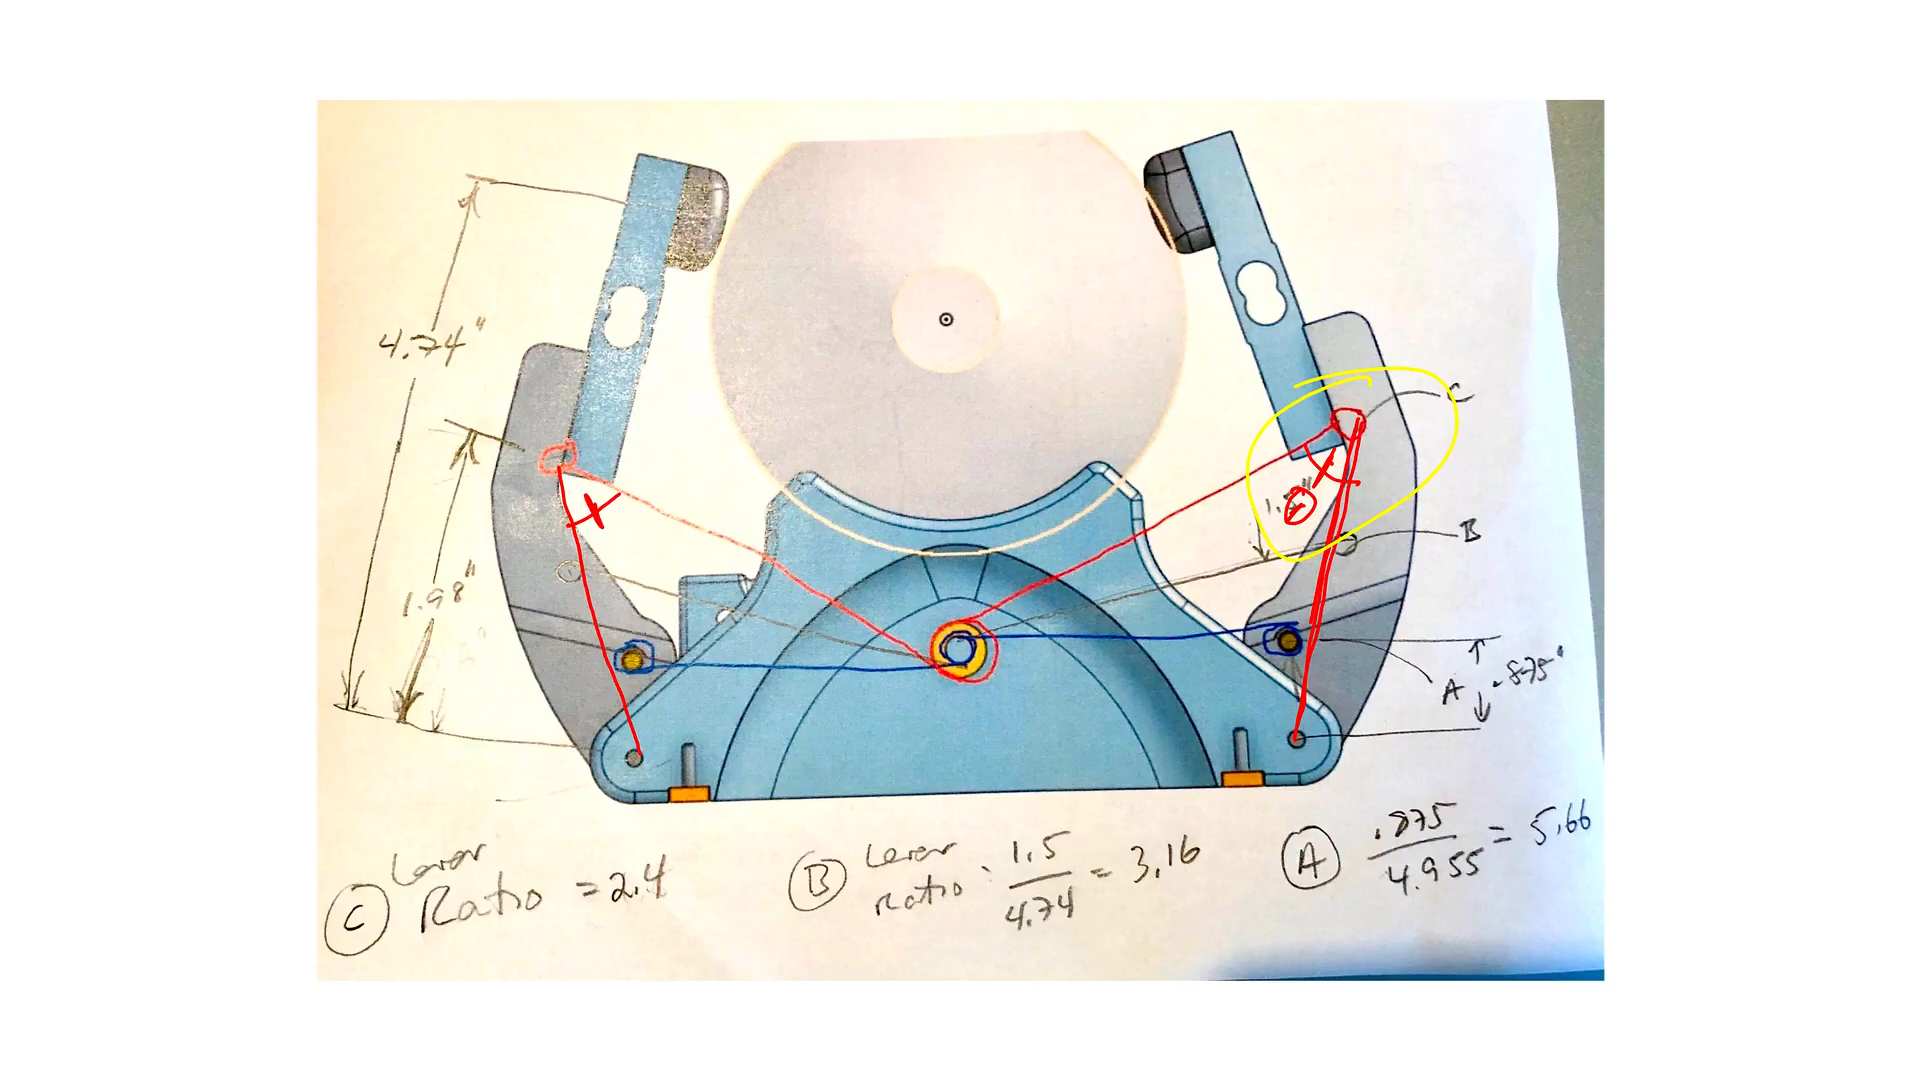 4.74"
1.98"
C
1.5"
B
A
.875"
C Lever Ratio = 2.4
B Lever Ratio : 1.5 / 4.74 = 3.16
A .875 / 4.955 = 5.66